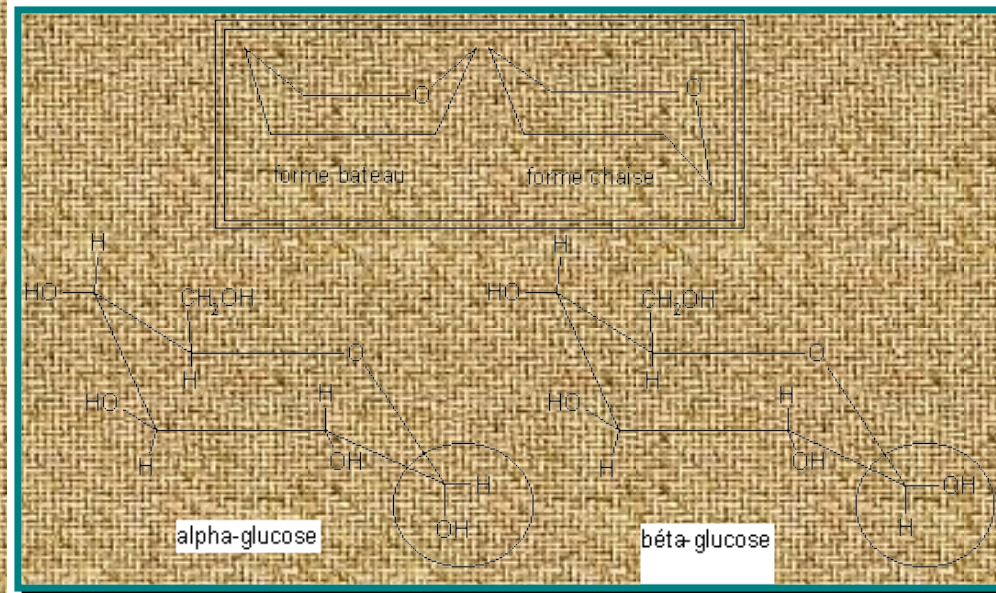 O O
forme bateau forme chaise
H H
HO CH₂OH HO CH₂OH
O O
H H
HO H HO H
H OH H OH
H OH
OH H
alpha-glucose béta-glucose